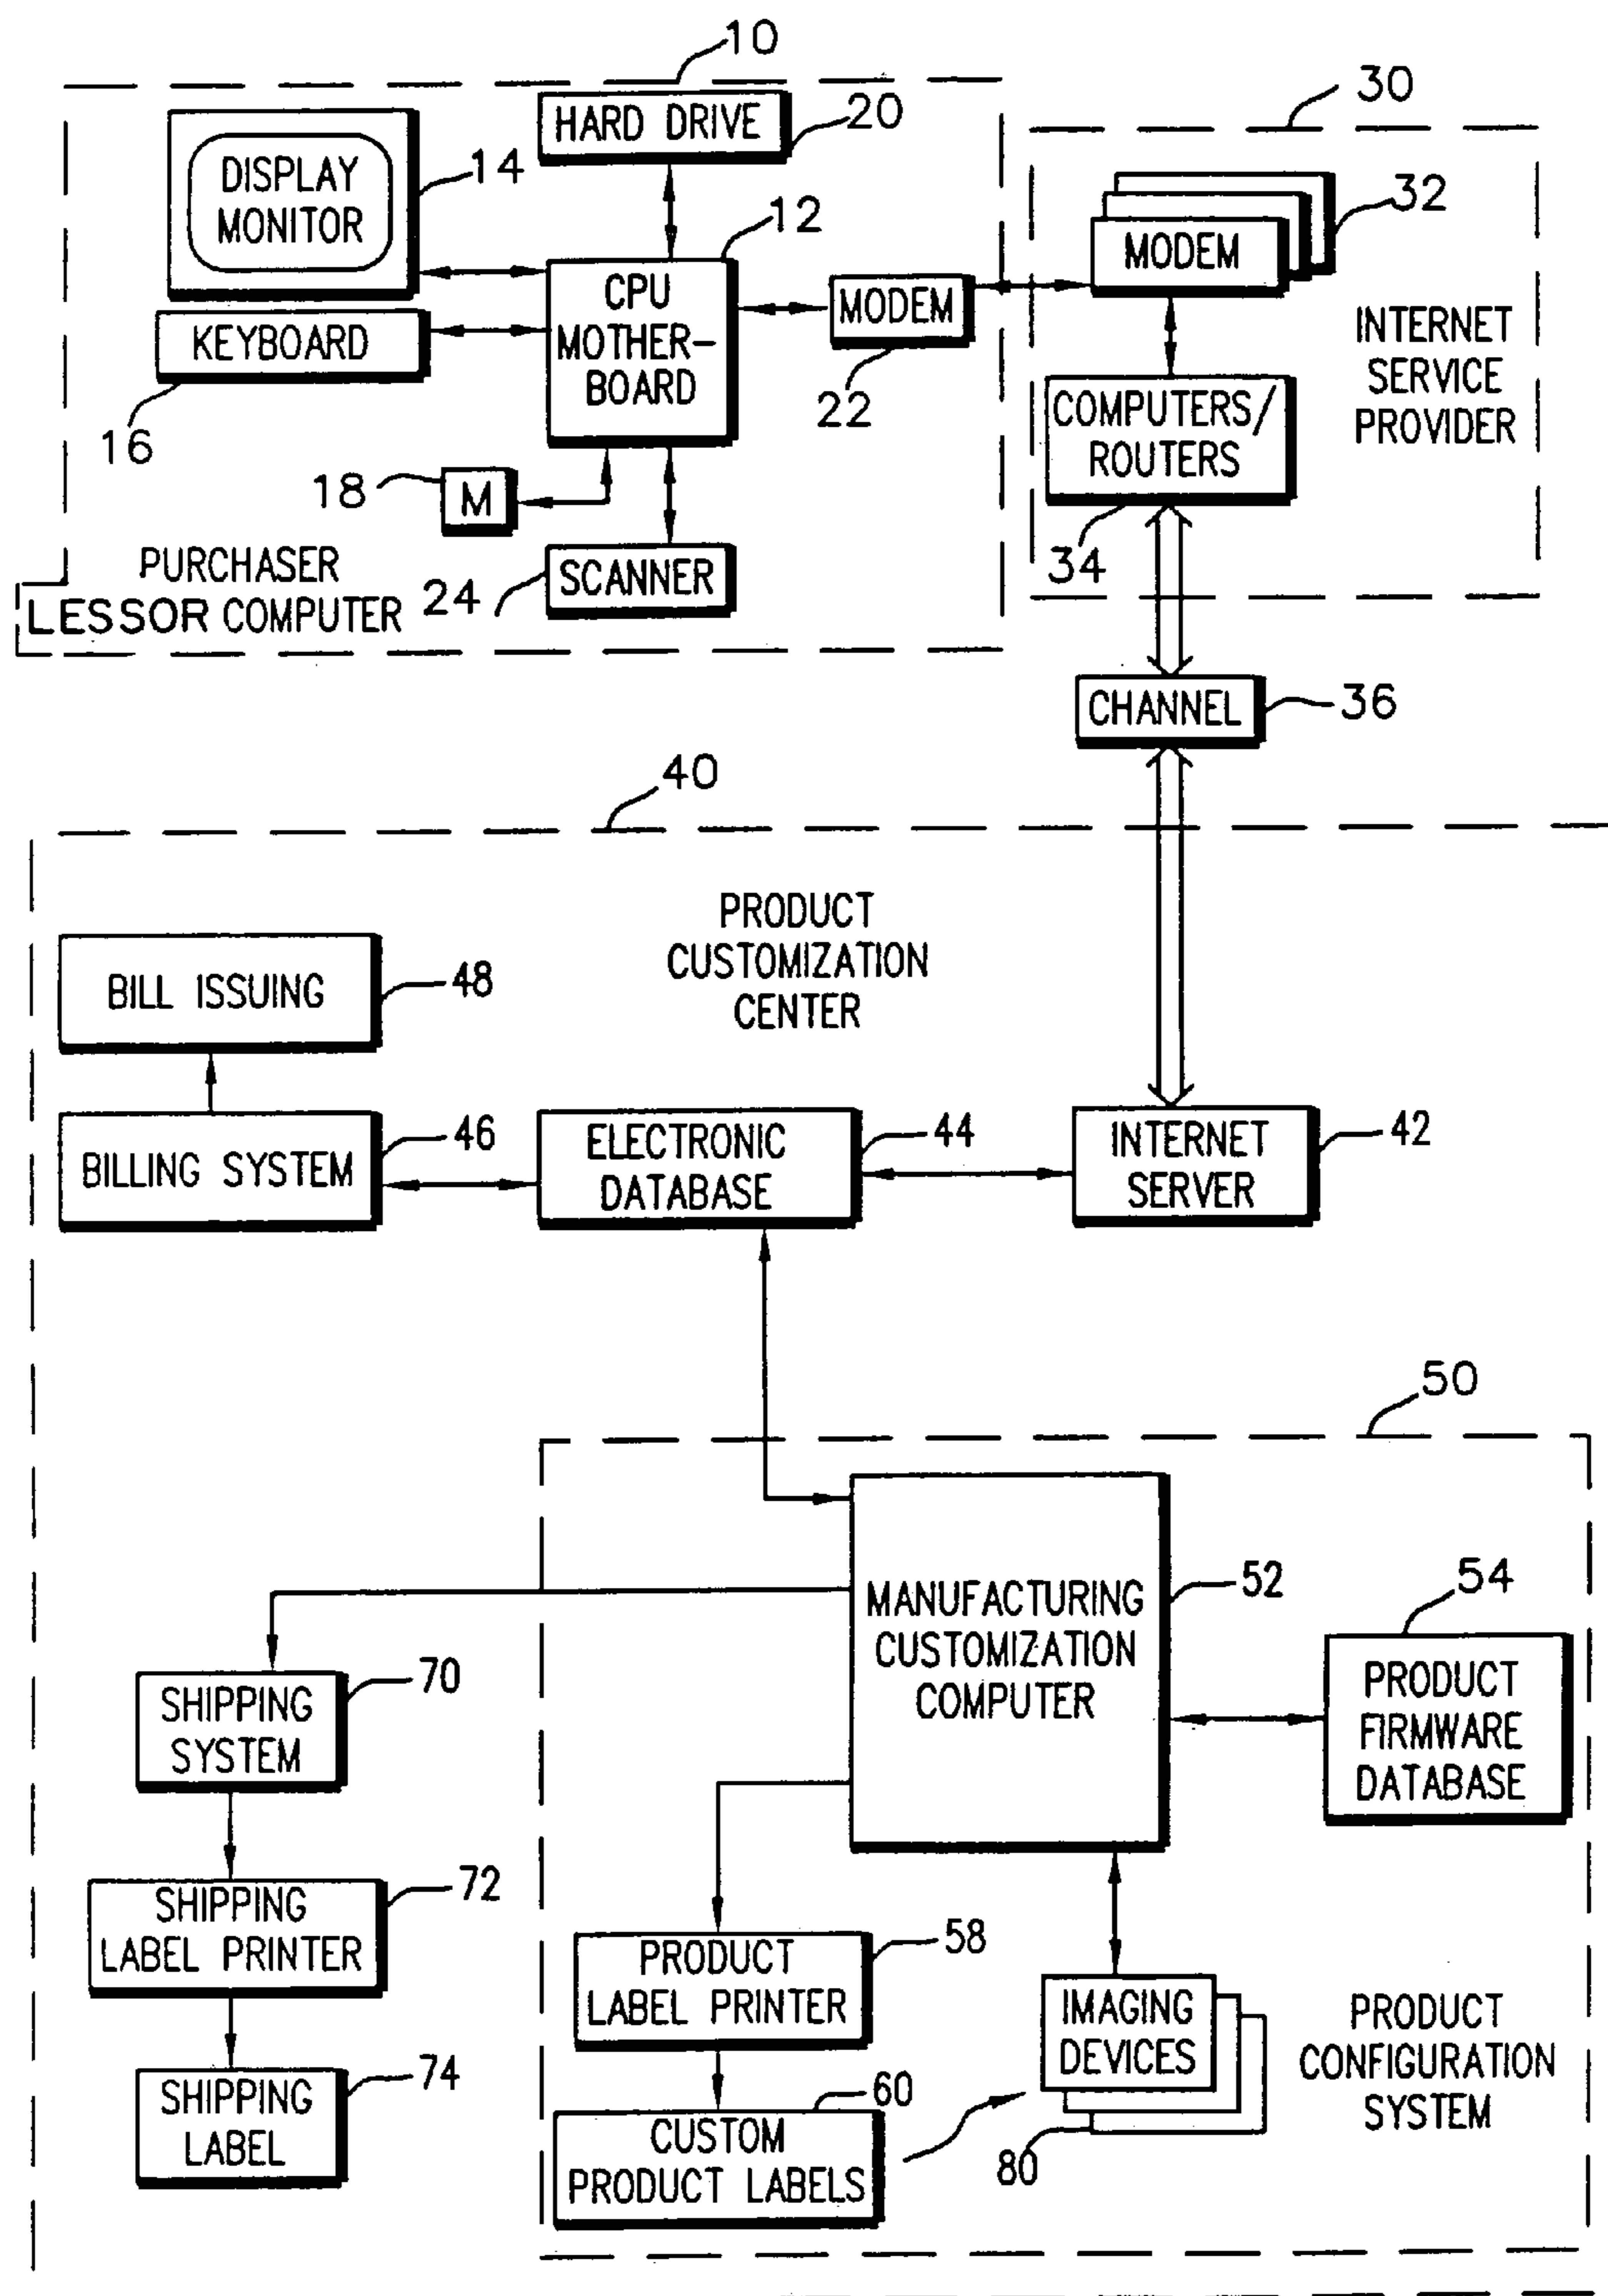 10
HARD DRIVE
20
DISPLAY
MONITOR
14
12
CPU
MOTHER-
BOARD
KEYBOARD
16
MODEM
22
18
M
SCANNER
24
PURCHASER
LESSOR COMPUTER
30
MODEM
32
COMPUTERS/
ROUTERS
34
INTERNET
SERVICE
PROVIDER
CHANNEL
36
40
PRODUCT
CUSTOMIZATION
CENTER
BILL ISSUING
48
BILLING SYSTEM
46
ELECTRONIC
DATABASE
44
INTERNET
SERVER
42
50
MANUFACTURING
CUSTOMIZATION
COMPUTER
52
54
PRODUCT
FIRMWARE
DATABASE
SHIPPING
SYSTEM
70
SHIPPING
LABEL PRINTER
72
SHIPPING
LABEL
74
PRODUCT
LABEL PRINTER
58
60
CUSTOM
PRODUCT LABELS
IMAGING
DEVICES
80
PRODUCT
CONFIGURATION
SYSTEM